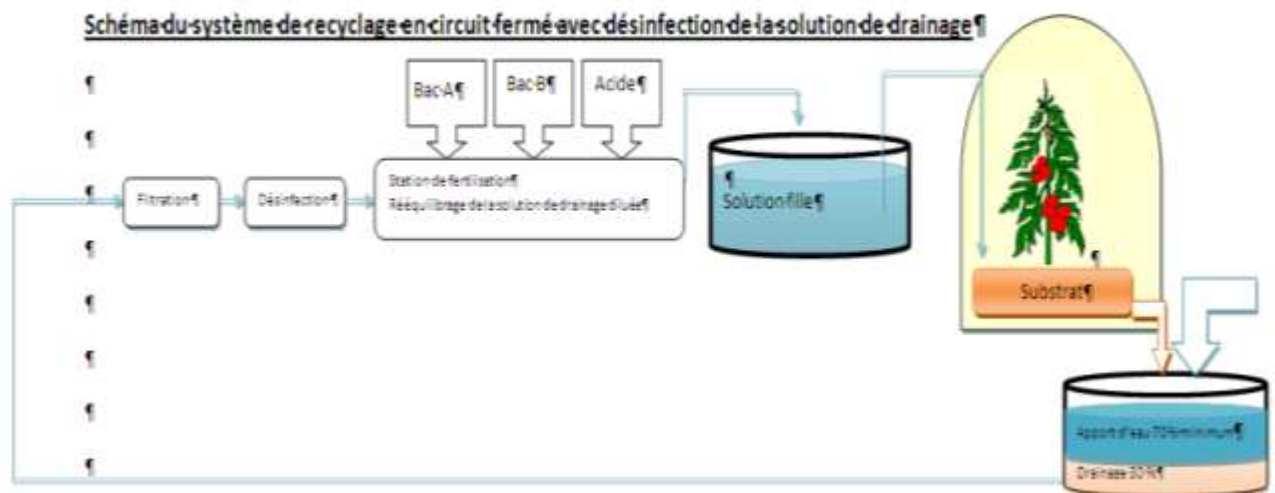 Schéma·du·système·de·recyclage·en·circuit·fermé·avec·désinfection·de·la·solution·de·drainage¶
¶
Bac·A¶
Bac·B¶
Acide¶
¶
¶
Filtration¶
Désinfection¶
Station·de·fertilisation¶
Rééquilibrage·de·la·solution·de·drainage·diluée¶
¶
Solution·fille¶
¶
Substrat¶
¶
¶
¶
¶
¶
Apport·d'eau·70%·minimum¶
Drainage·30%¶